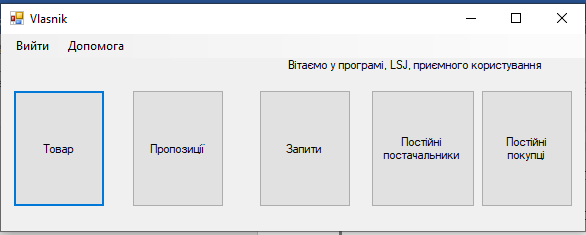 Vlasnik
Вийти Допомога
Вітаємо у програмі, LSJ, приємного користування
Товар
Пропозиції
Запити
Постійні
постачальники
Постійні
покупці